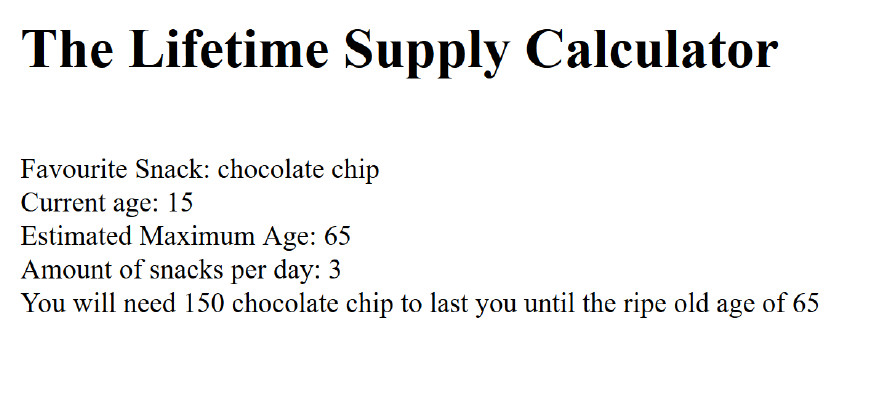 The Lifetime Supply Calculator
Favourite Snack: chocolate chip
Current age: 15
Estimated Maximum Age: 65
Amount of snacks per day: 3
You will need 150 chocolate chip to last you until the ripe old age of 65